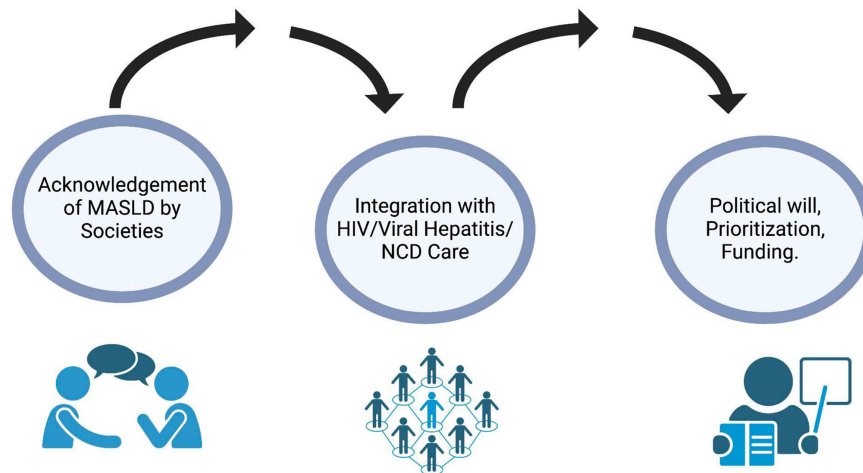 Acknowledgement
of MASLD by
Societies
Integration with
HIV/Viral Hepatitis/
NCD Care
Political will,
Prioritization,
Funding.